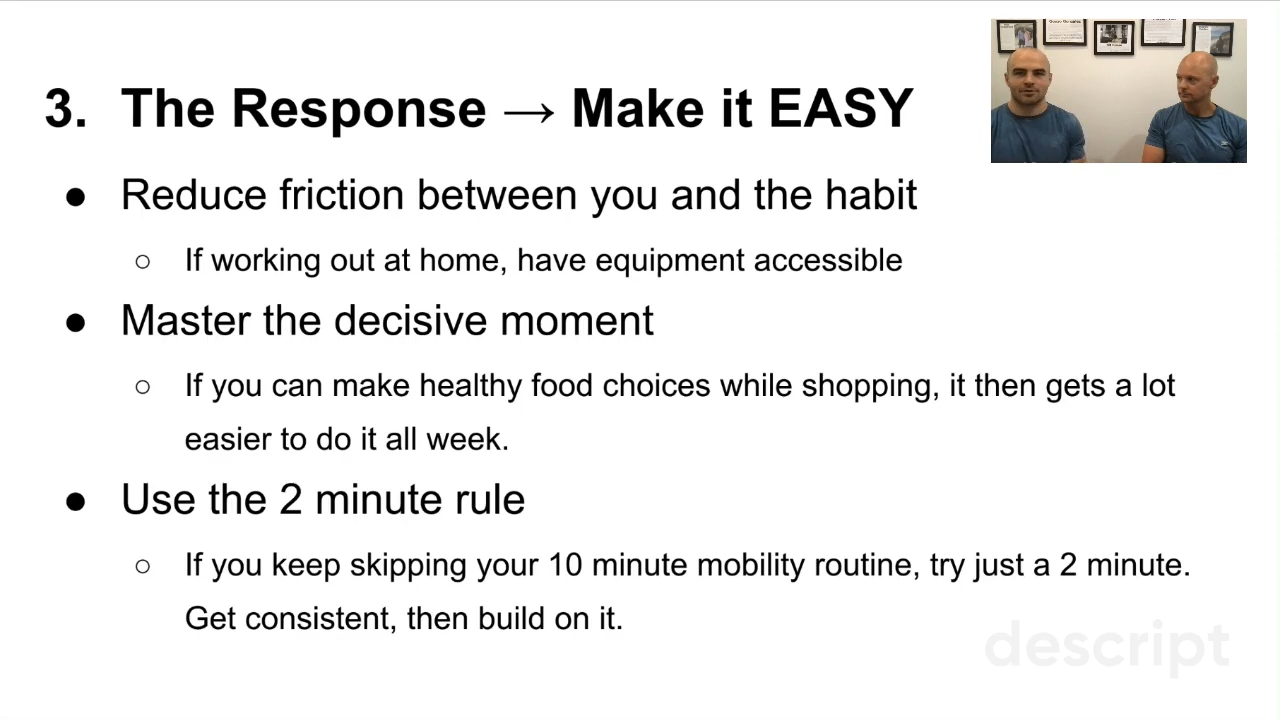 3. The Response → Make it EASY
● Reduce friction between you and the habit
○ If working out at home, have equipment accessible
● Master the decisive moment
○ If you can make healthy food choices while shopping, it then gets a lot
easier to do it all week.
● Use the 2 minute rule
○ If you keep skipping your 10 minute mobility routine, try just a 2 minute.
Get consistent, then build on it.
descript